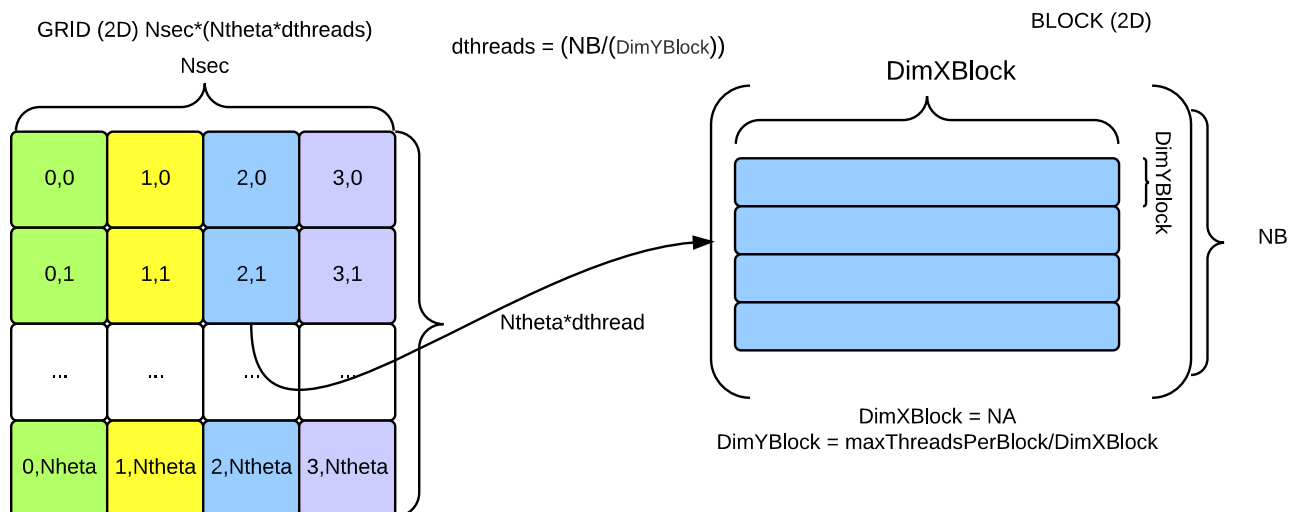 GRID (2D) Nsec*(Ntheta*dthreads)
Nsec
dthreads = (NB/(DimYBlock))
BLOCK (2D)
DimXBlock
0,0 1,0 2,0 3,0
0,1 1,1 2,1 3,1
... ... ... ...
0,Nheta 1,Ntheta 2,Ntheta 3,Ntheta
Ntheta*dthread
DimYBlock
NB
DimXBlock = NA
DimYBlock = maxThreadsPerBlock/DimXBlock